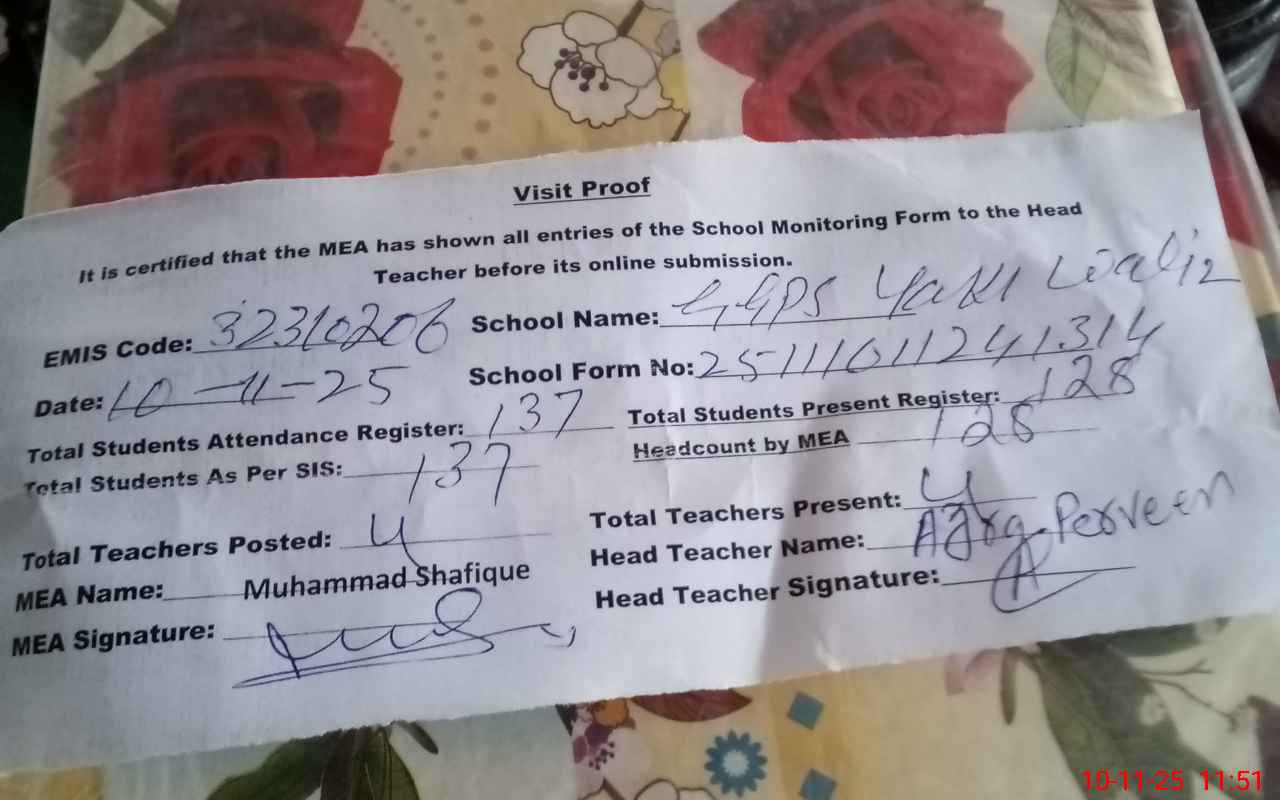 Visit Proof
It is certified that the MEA has shown all entries of the School Monitoring Form to the Head
Teacher before its online submission.
EMIS Code: 32310206 School Name: GGPS Yaki Wali
Date: 10-11-25 School Form No: 25111011241314
Total Students Attendance Register: 137 Total Students Present Register: 128
Total Students As Per SIS: 137 Headcount by MEA 128
Total Teachers Posted: 4 Total Teachers Present: 4
MEA Name: Muhammad Shafique Head Teacher Name: Azra Perveen
MEA Signature: Head Teacher Signature:
10-11-25 11:51